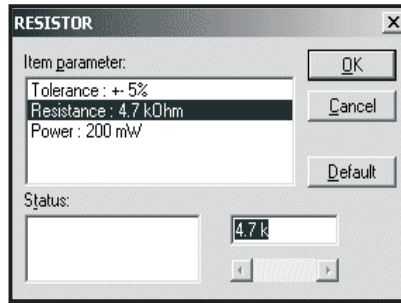 RESISTOR
Item parameter:
Tolerance : +- 5%
Resistance : 4.7 kOhm
Power : 200 mW
OK
Cancel
Default
Status:
4.7 k